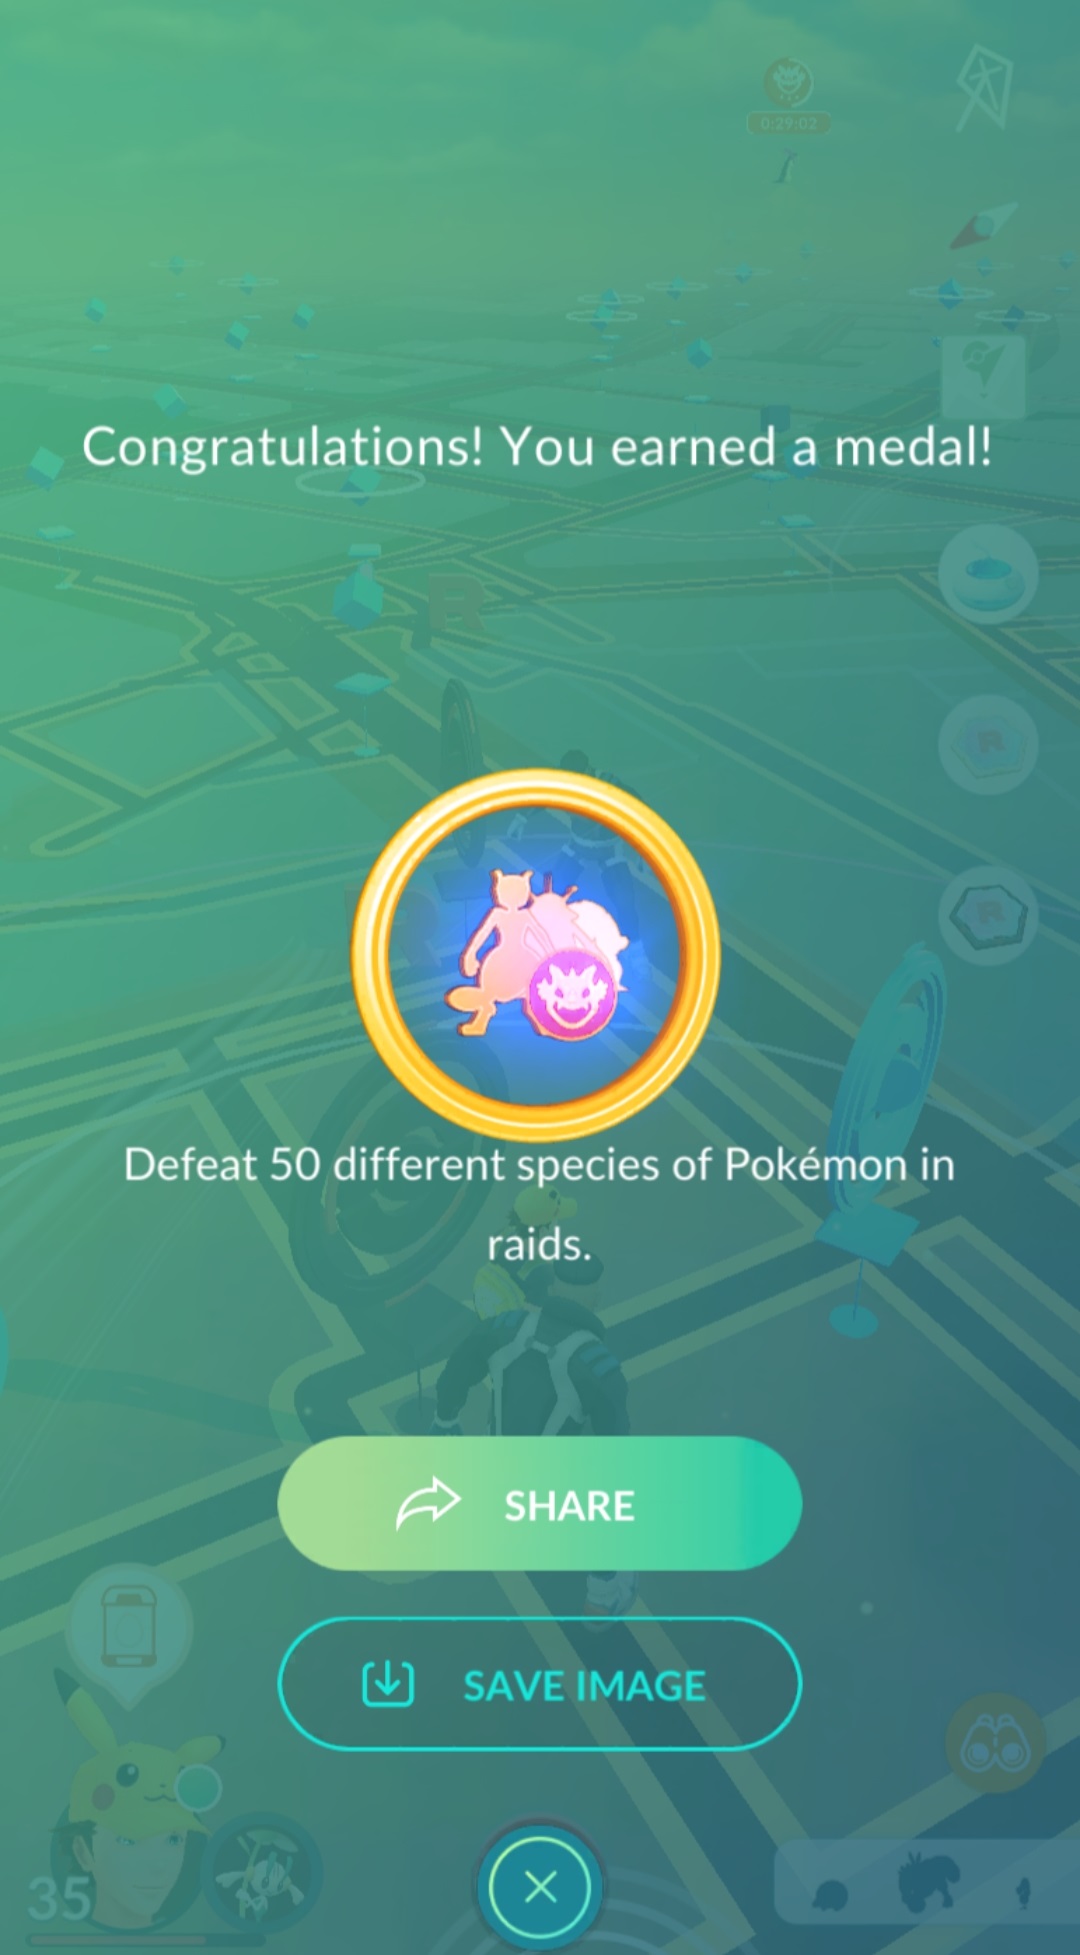 0:29:02
Congratulations! You earned a medal!
R
R
R
Defeat 50 different species of Pokémon in
raids.
SHARE
SAVE IMAGE
35